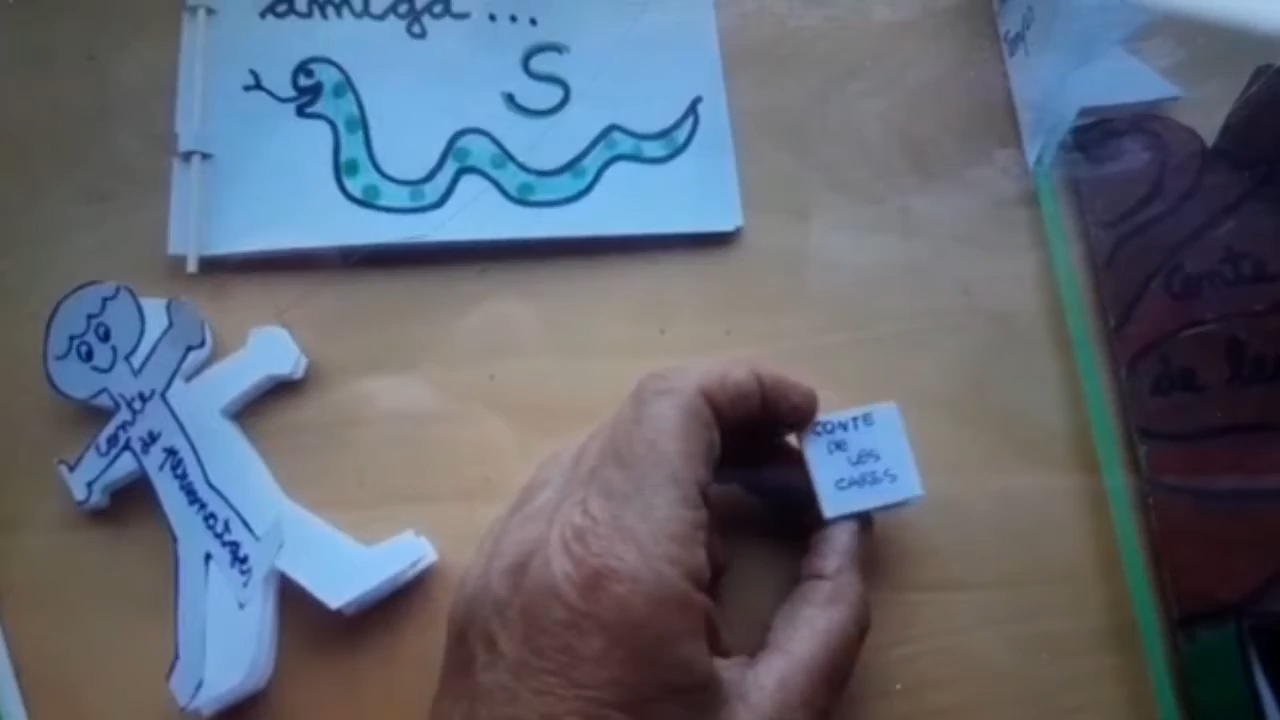 amiga...
S
conte
de
personatges
CONTE
DE
LES
CARES
Conte
de les